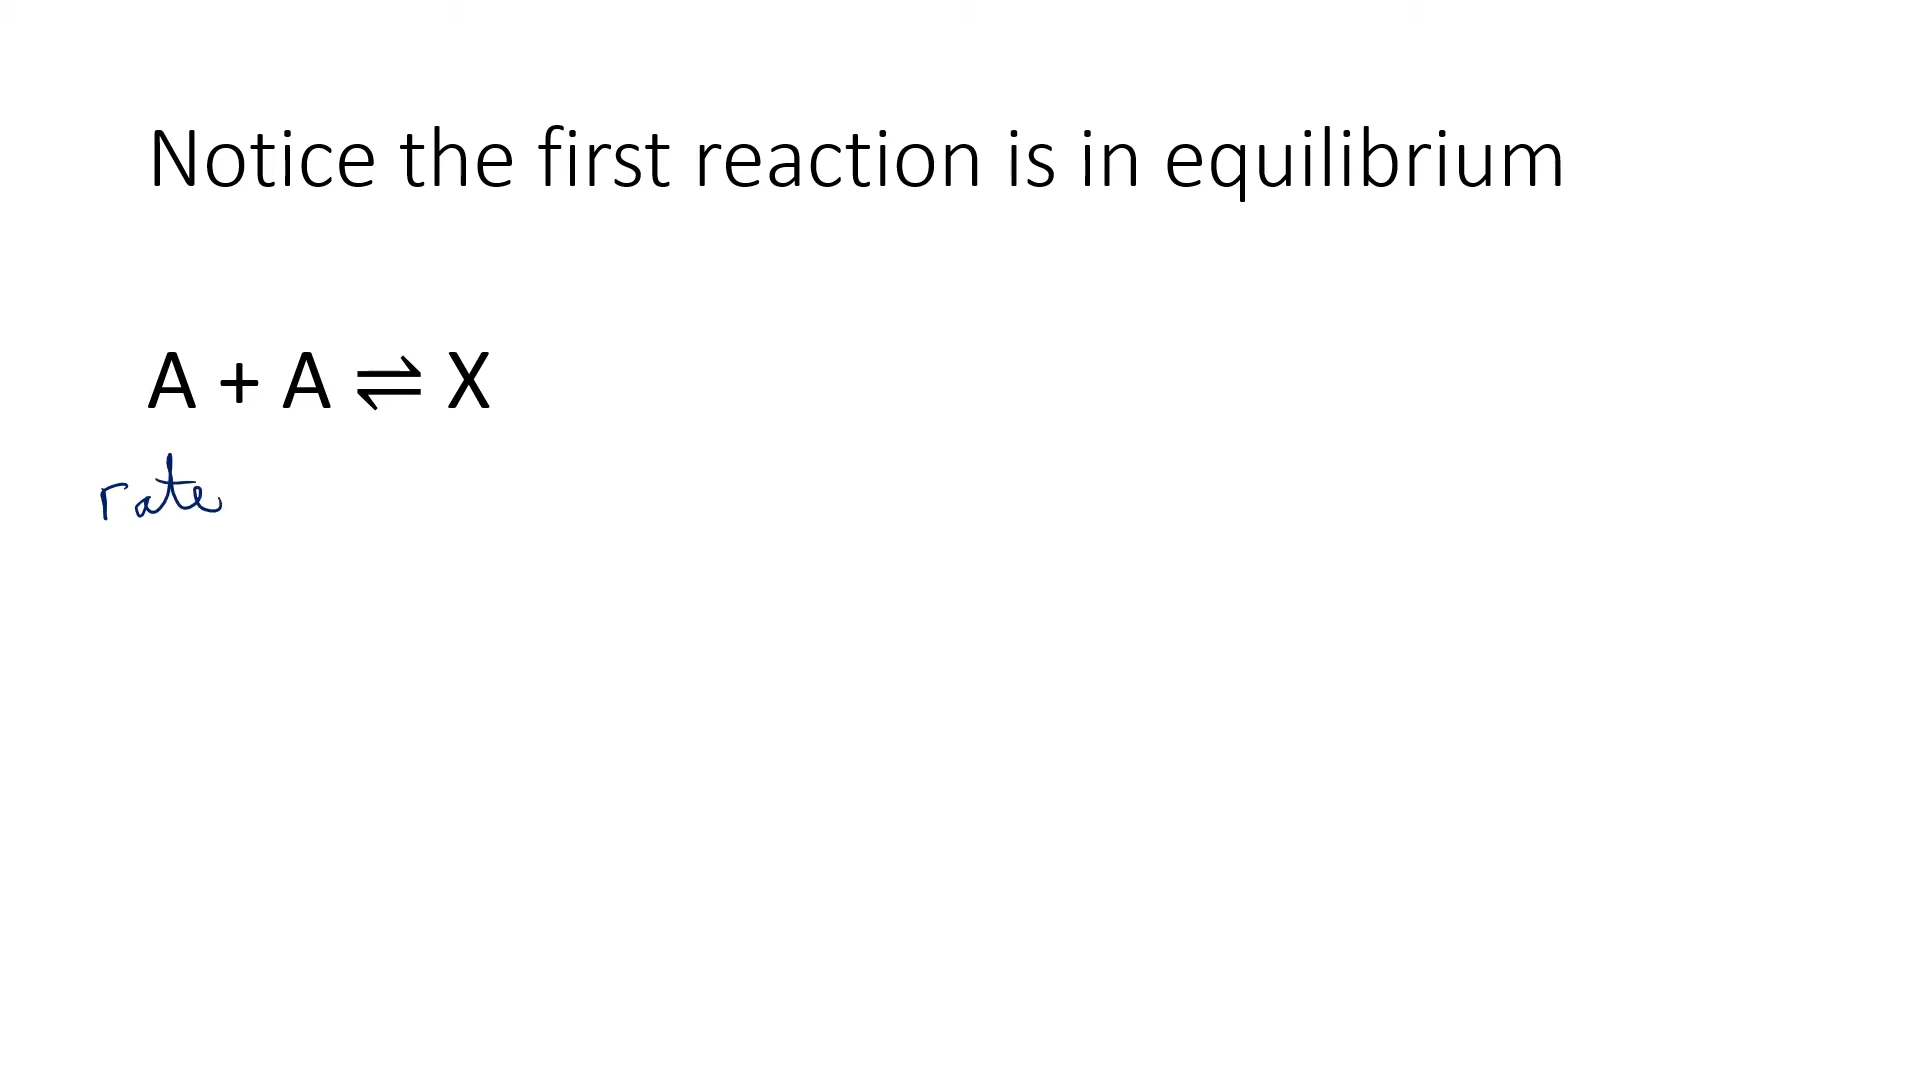 Notice the first reaction is in equilibrium
A + A ⇌ X
rate